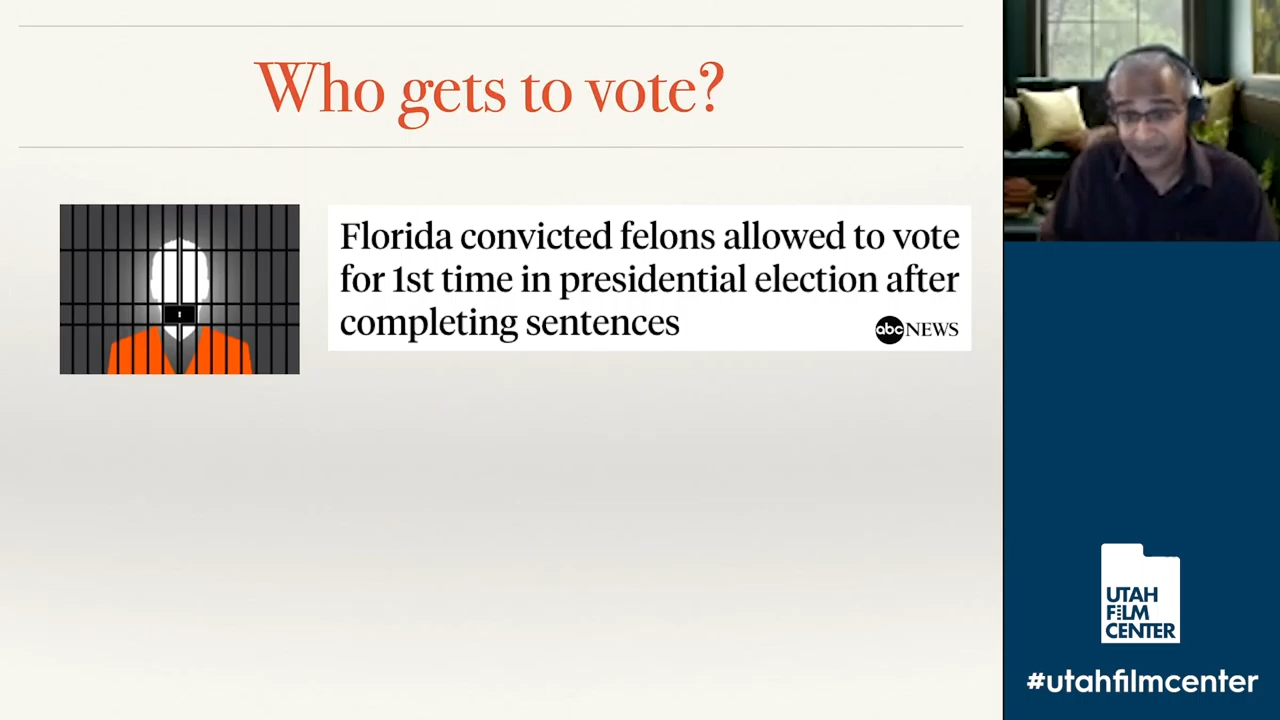 Who gets to vote?
Florida convicted felons allowed to vote
for 1st time in presidential election after
completing sentences
abc NEWS
UTAH
FILM
CENTER
#utahfilmcenter